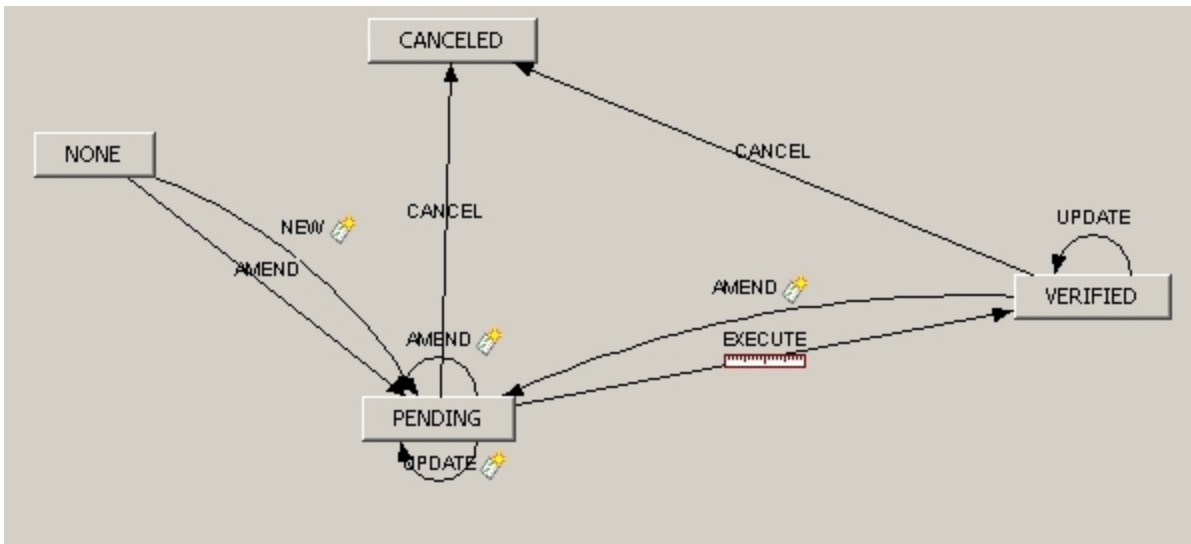 CANCELED
NONE
CANCEL
CANCEL
UPDATE
NEW
AMEND
AMEND
VERIFIED
AMEND
EXECUTE
PENDING
UPDATE